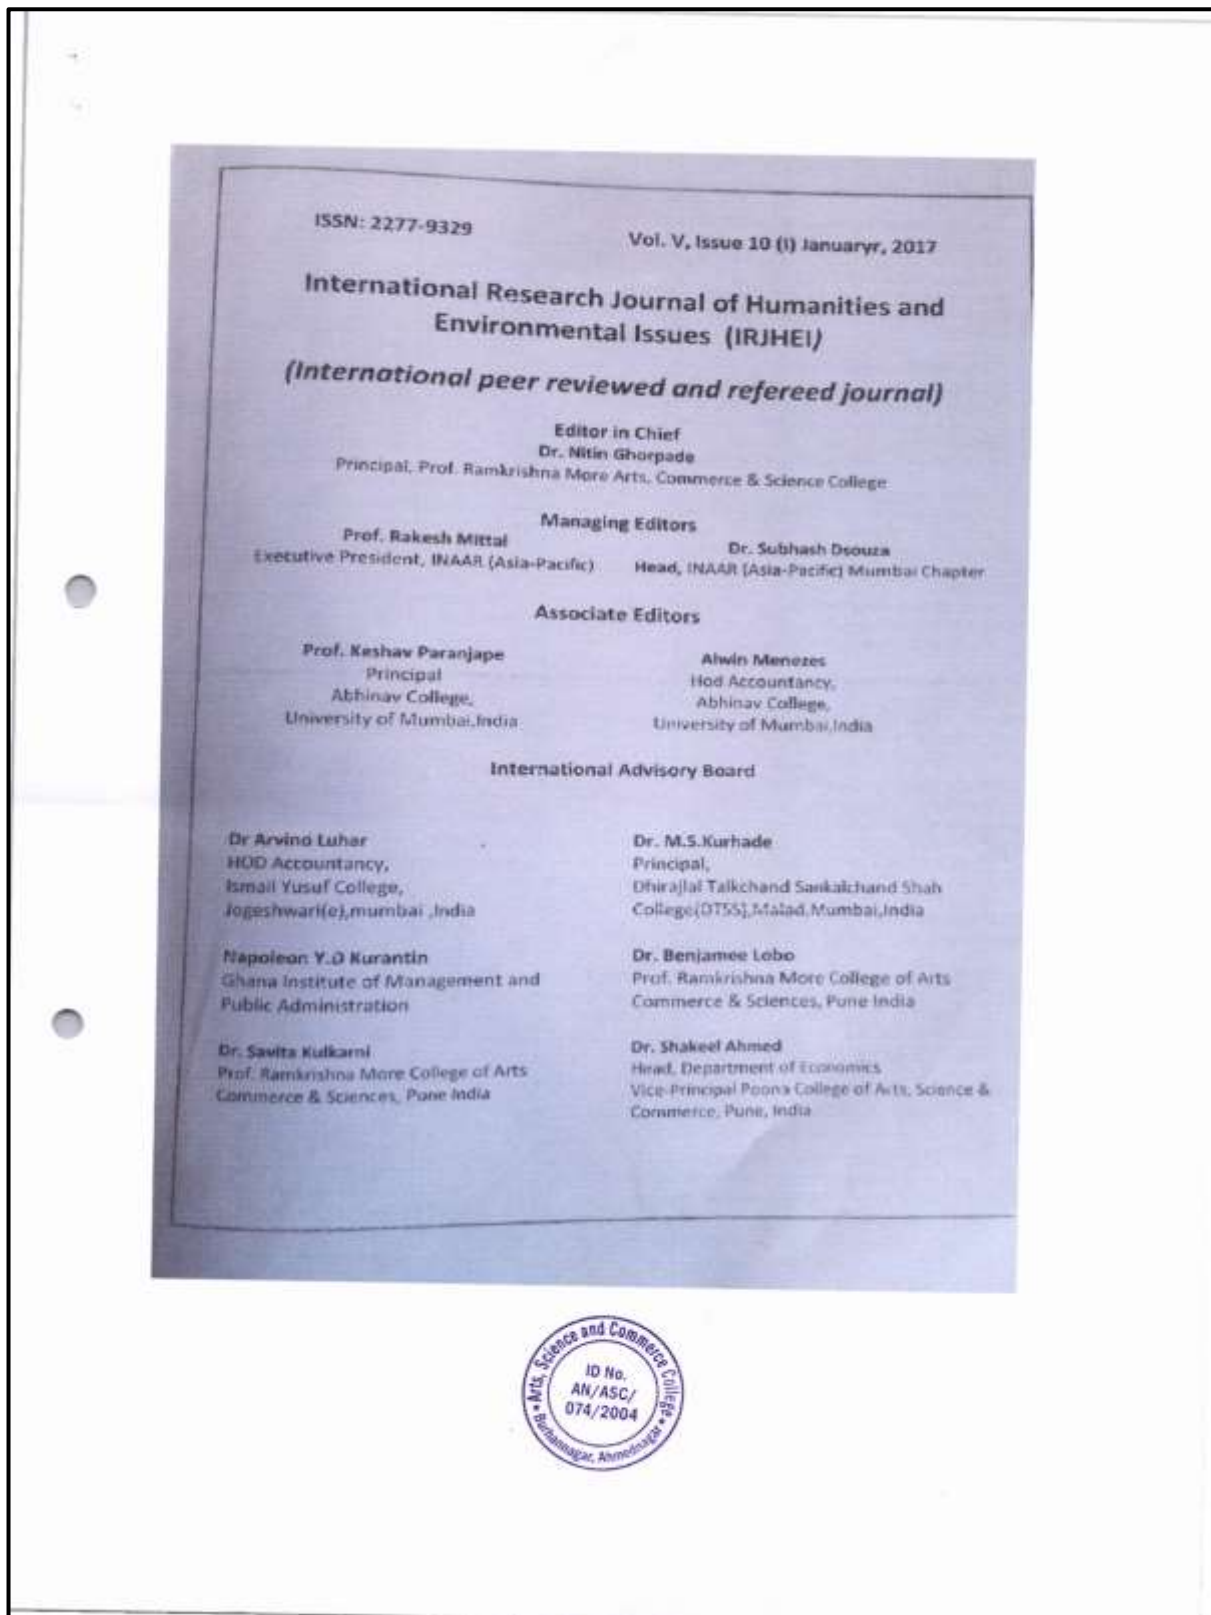 ISSN: 2277-9329
Vol. V, Issue 10 (I) Januaryr, 2017
International Research Journal of Humanities and
Environmental Issues (IRJHEI)
(International peer reviewed and refereed journal)
Editor in Chief
Dr. Nitin Ghorpade
Principal, Prof. Ramkrishna More Arts, Commerce & Science College
Managing Editors
Prof. Rakesh Mittal
Executive President, INAAR (Asia-Pacific)
Dr. Subhash Dsouza
Head, INAAR (Asia-Pacific) Mumbai Chapter
Associate Editors
Prof. Keshav Paranjape
Principal
Abhinav College,
University of Mumbai,India
Alwin Menezes
Hod Accountancy,
Abhinav College,
University of Mumbai,India
International Advisory Board
Dr Arvind Luhar
HOD Accountancy,
Ismail Yusuf College,
Jogeshwari(e),mumbai ,India
Dr. M.S.Kurhade
Principal,
Dhirajlal Talkchand Sankalchand Shah
College(DTSS),Malad,Mumbai,India
Napoleon Y.D Kurantin
Ghana Institute of Management and
Public Administration
Dr. Benjamee Lobo
Prof. Ramkrishna More College of Arts
Commerce & Sciences, Pune India
Dr. Savita Kulkarni
Prof. Ramkrishna More College of Arts
Commerce & Sciences, Pune India
Dr. Shakeel Ahmed
Head, Department of Economics
Vice-Principal Poona College of Arts, Science &
Commerce, Pune, India
Arts, Science and Commerce College
ID No.
AN/ASC/
074/2004
Burhannagar, Ahmednagar